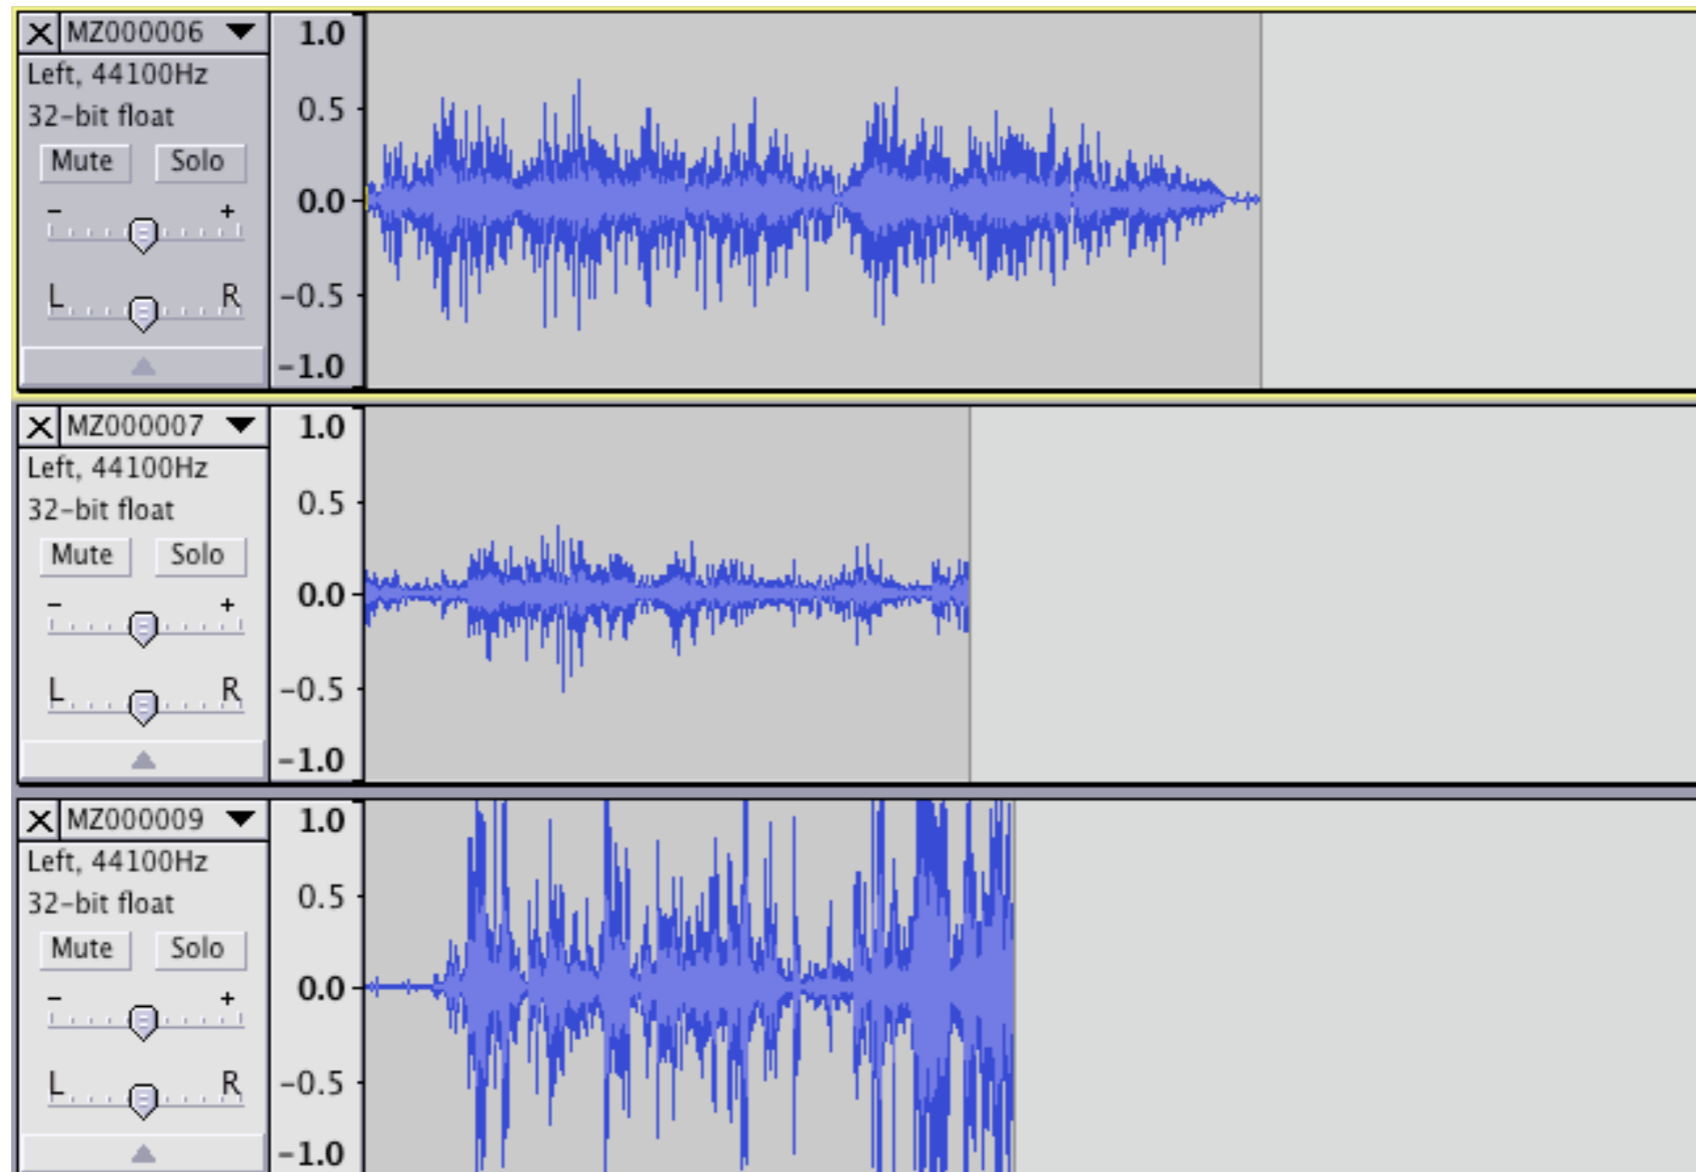 X MZ000006
Left, 44100Hz
32-bit float
Mute Solo
- +
L R
1.0
0.5
0.0
-0.5
-1.0
X MZ000007
Left, 44100Hz
32-bit float
Mute Solo
- +
L R
1.0
0.5
0.0
-0.5
-1.0
X MZ000009
Left, 44100Hz
32-bit float
Mute Solo
- +
L R
1.0
0.5
0.0
-0.5
-1.0